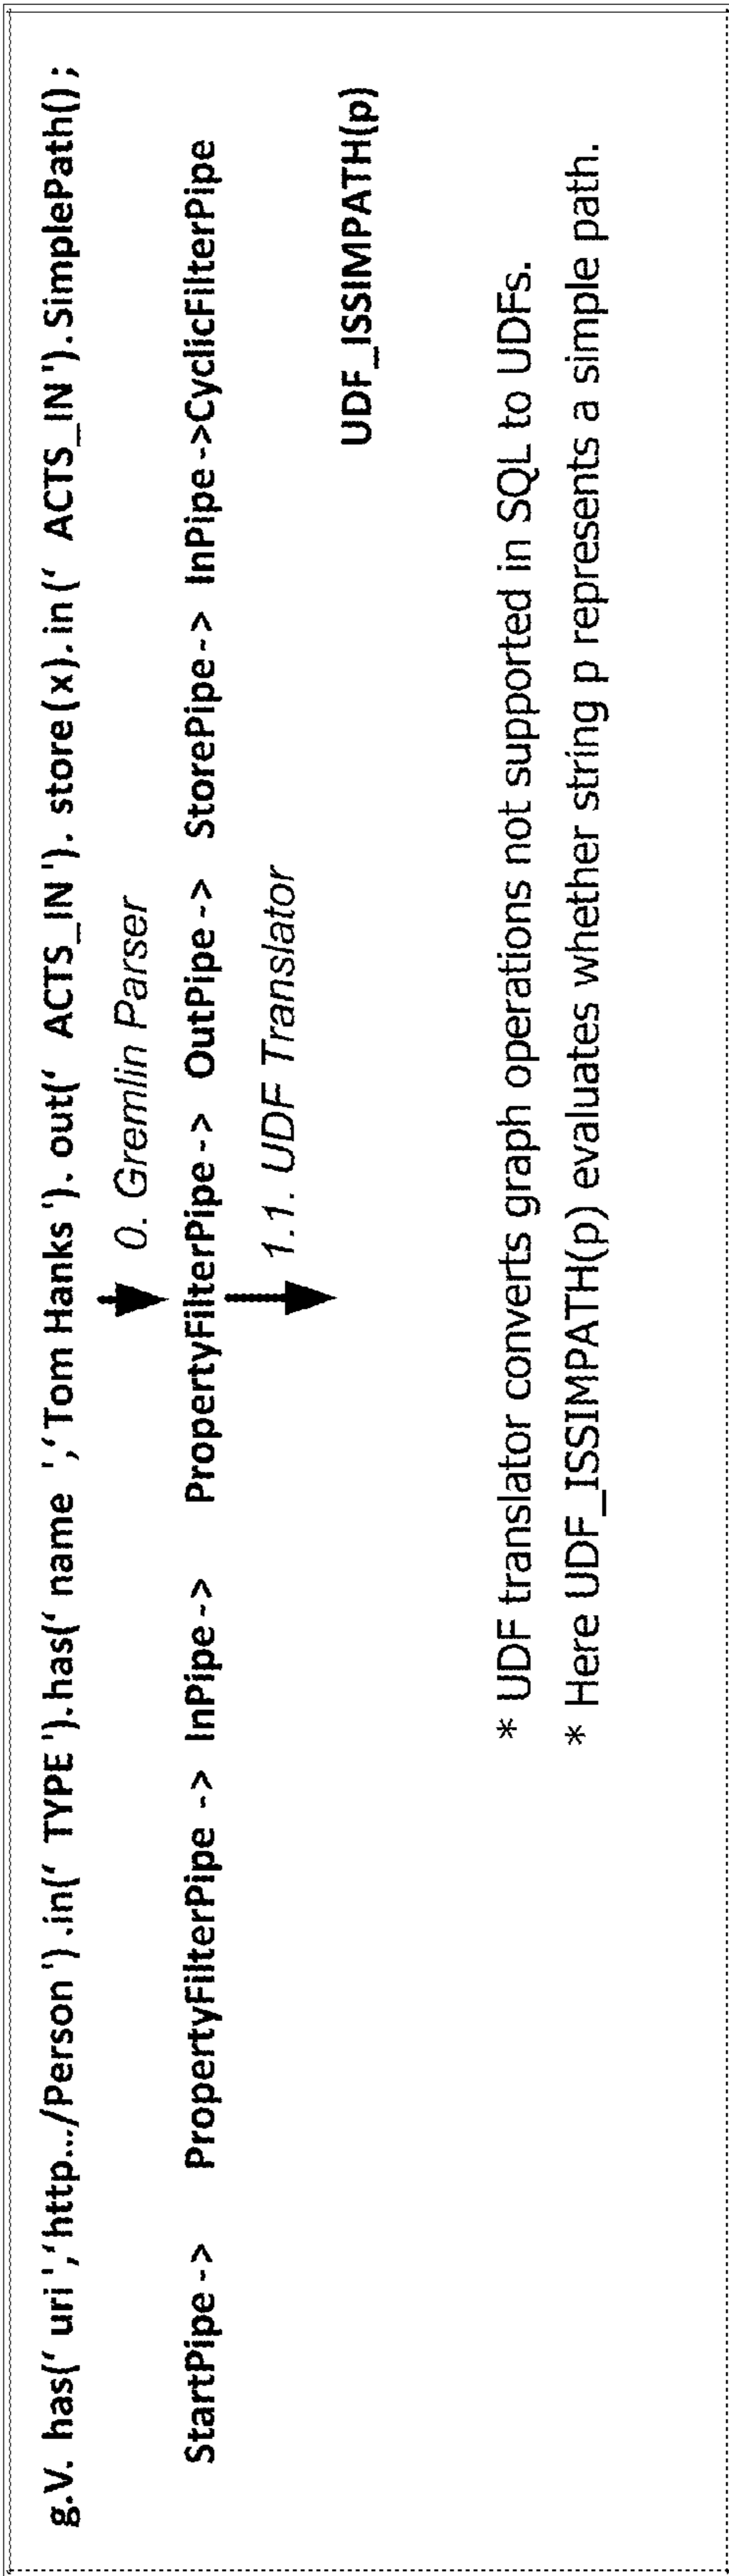 g.V. has(‘ uri ','http.../Person ') .in(‘ TYPE ').has(‘ name ','Tom Hanks '). out(‘ ACTS_IN '). store(x).in(‘ ACTS_IN ').SimplePath();
0. Gremlin Parser
StartPipe -> PropertyFilterPipe -> InPipe -> PropertyFilterPipe -> OutPipe -> StorePipe -> InPipe ->CyclicFilterPipe
1.1. UDF Translator
UDF_ISSIMPATH(p)
* UDF translator converts graph operations not supported in SQL to UDFs.
* Here UDF_ISSIMPATH(p) evaluates whether string p represents a simple path.